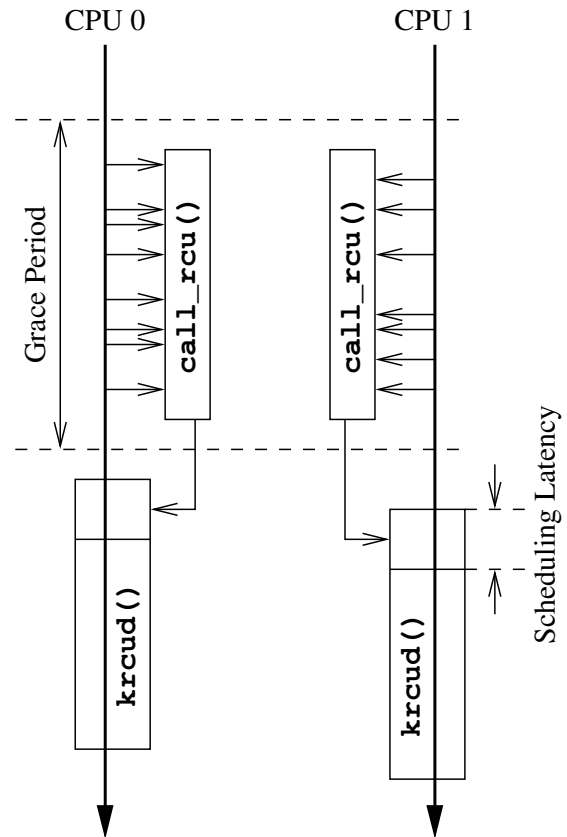 CPU 0
CPU 1
Grace Period
call_rcu()
call_rcu()
Scheduling Latency
krcud()
krcud()